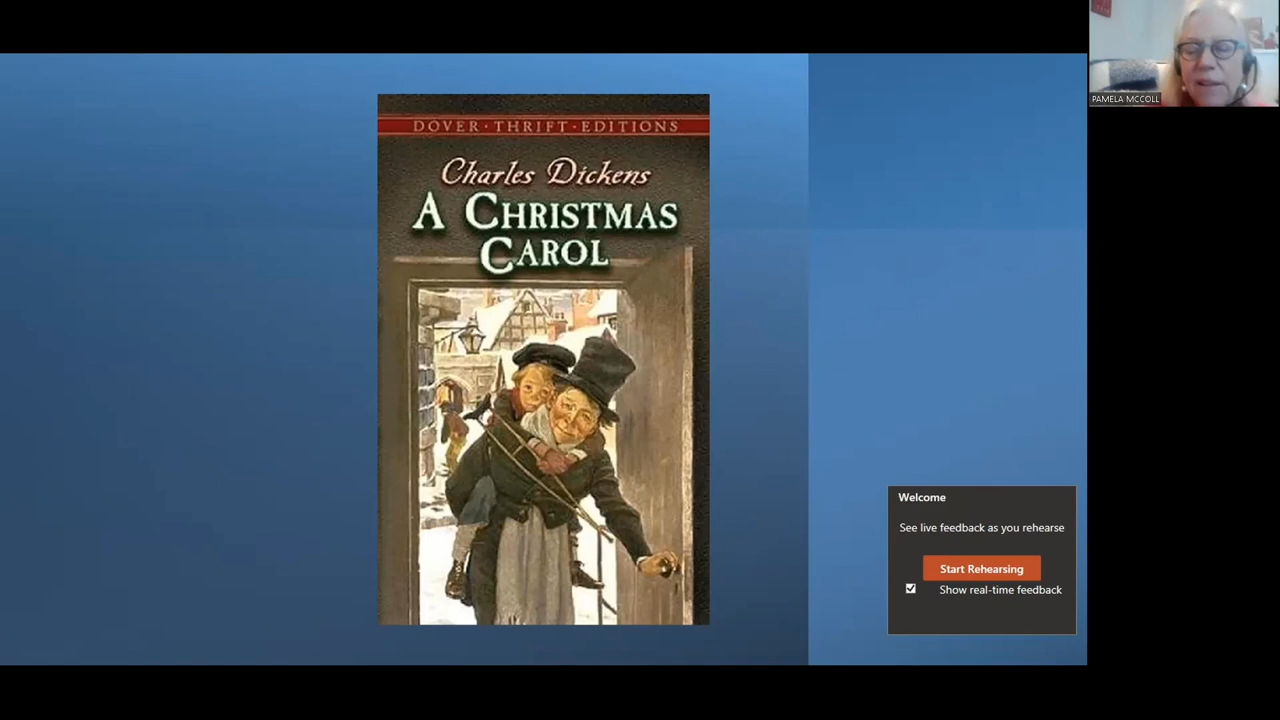 DOVER · THRIFT · EDITIONS
Charles Dickens
A CHRISTMAS
CAROL
PAMELA MCCOLL
Welcome
See live feedback as you rehearse
Start Rehearsing
Show real-time feedback